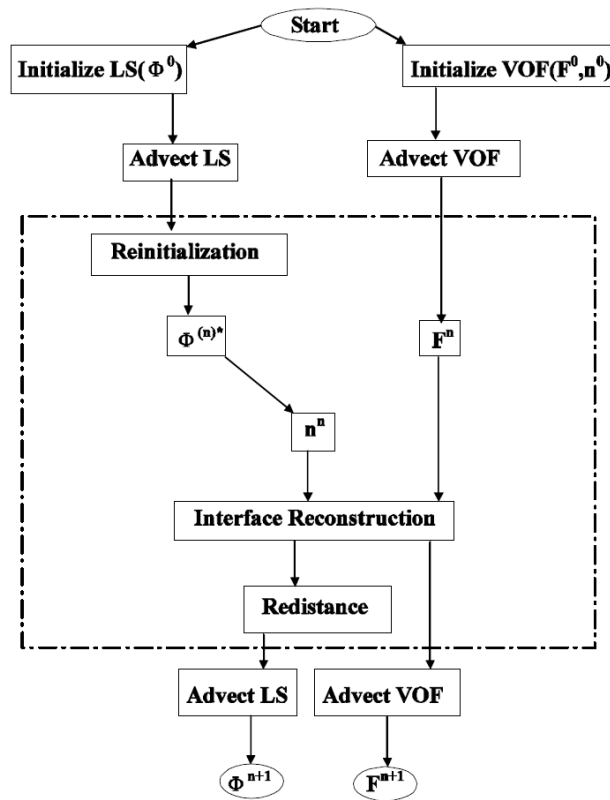 Start
Initialize LS(Φ⁰)
Initialize VOF(F⁰,n⁰)
Advect LS
Advect VOF
Reinitialization
Φ⁽ⁿ⁾*
Fⁿ
nⁿ
Interface Reconstruction
Redistance
Advect LS
Advect VOF
Φⁿ⁺¹
Fⁿ⁺¹